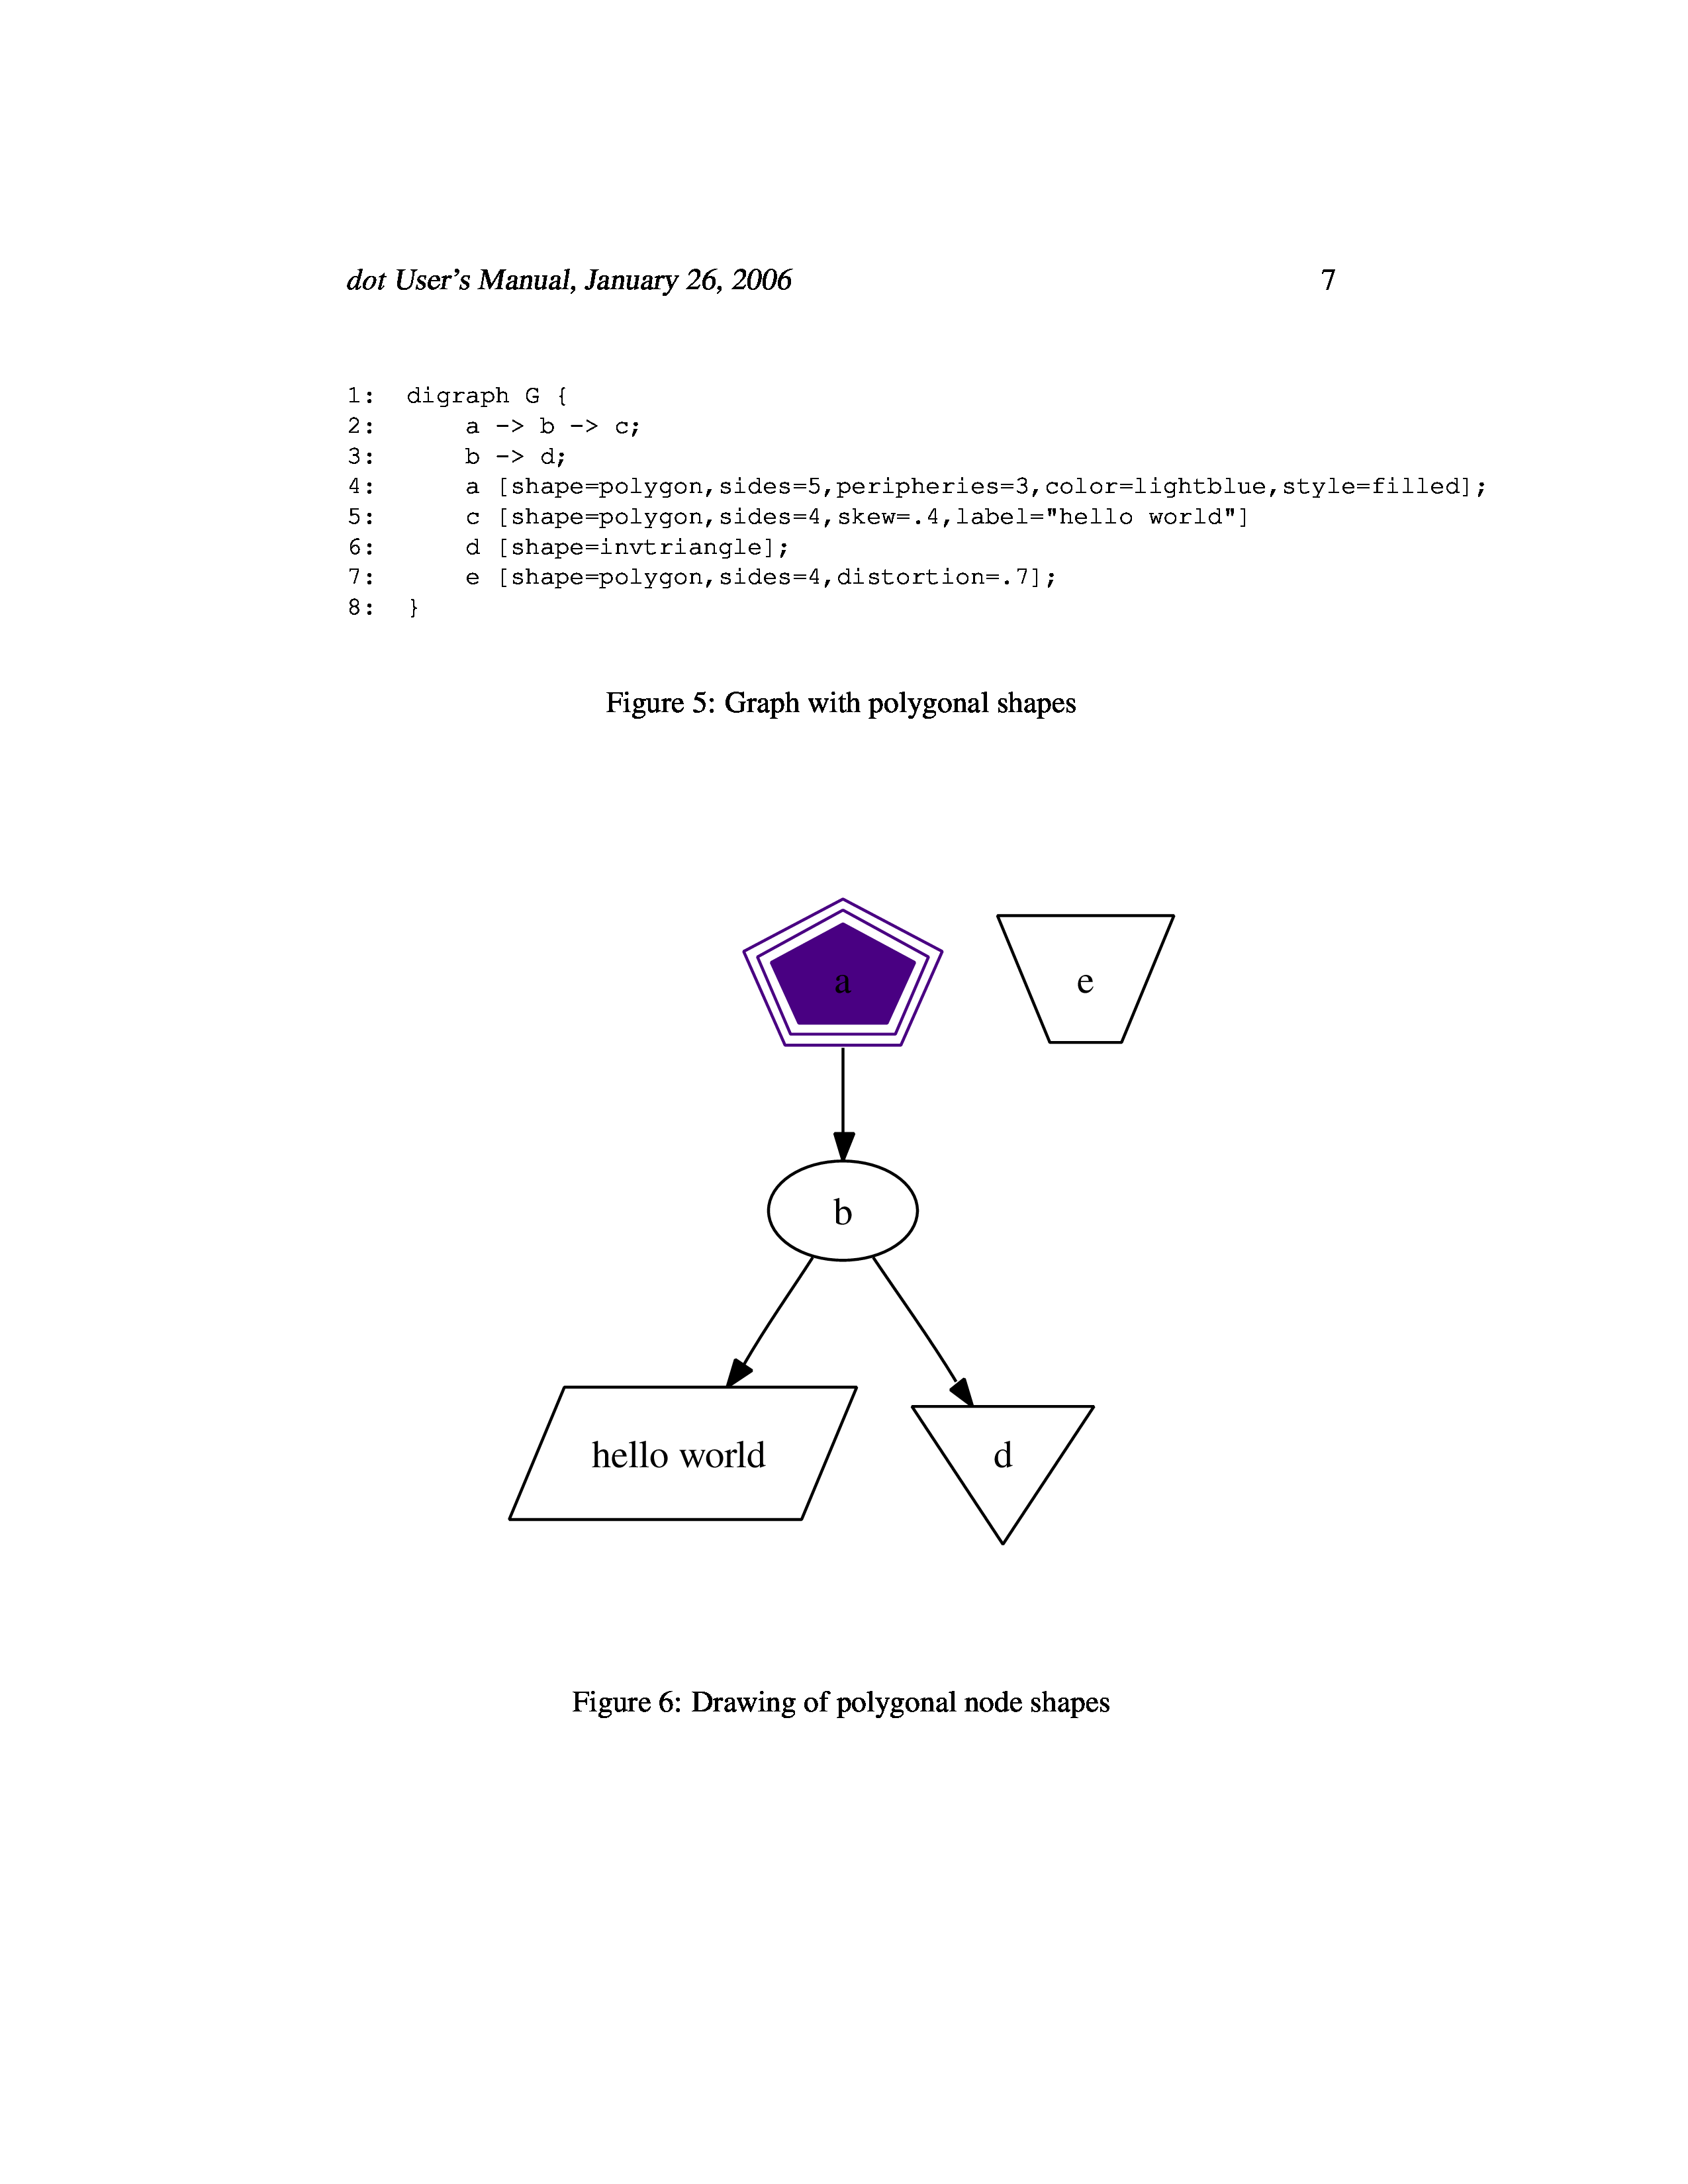 dot User's Manual, January 26, 2006 7
1: digraph G {
2: a -> b -> c;
3: b -> d;
4: a [shape=polygon,sides=5,peripheries=3,color=lightblue,style=filled];
5: c [shape=polygon,sides=4,skew=.4,label="hello world"]
6: d [shape=invtriangle];
7: e [shape=polygon,sides=4,distortion=.7];
8: }
Figure 5: Graph with polygonal shapes
a e
b
hello world d
Figure 6: Drawing of polygonal node shapes